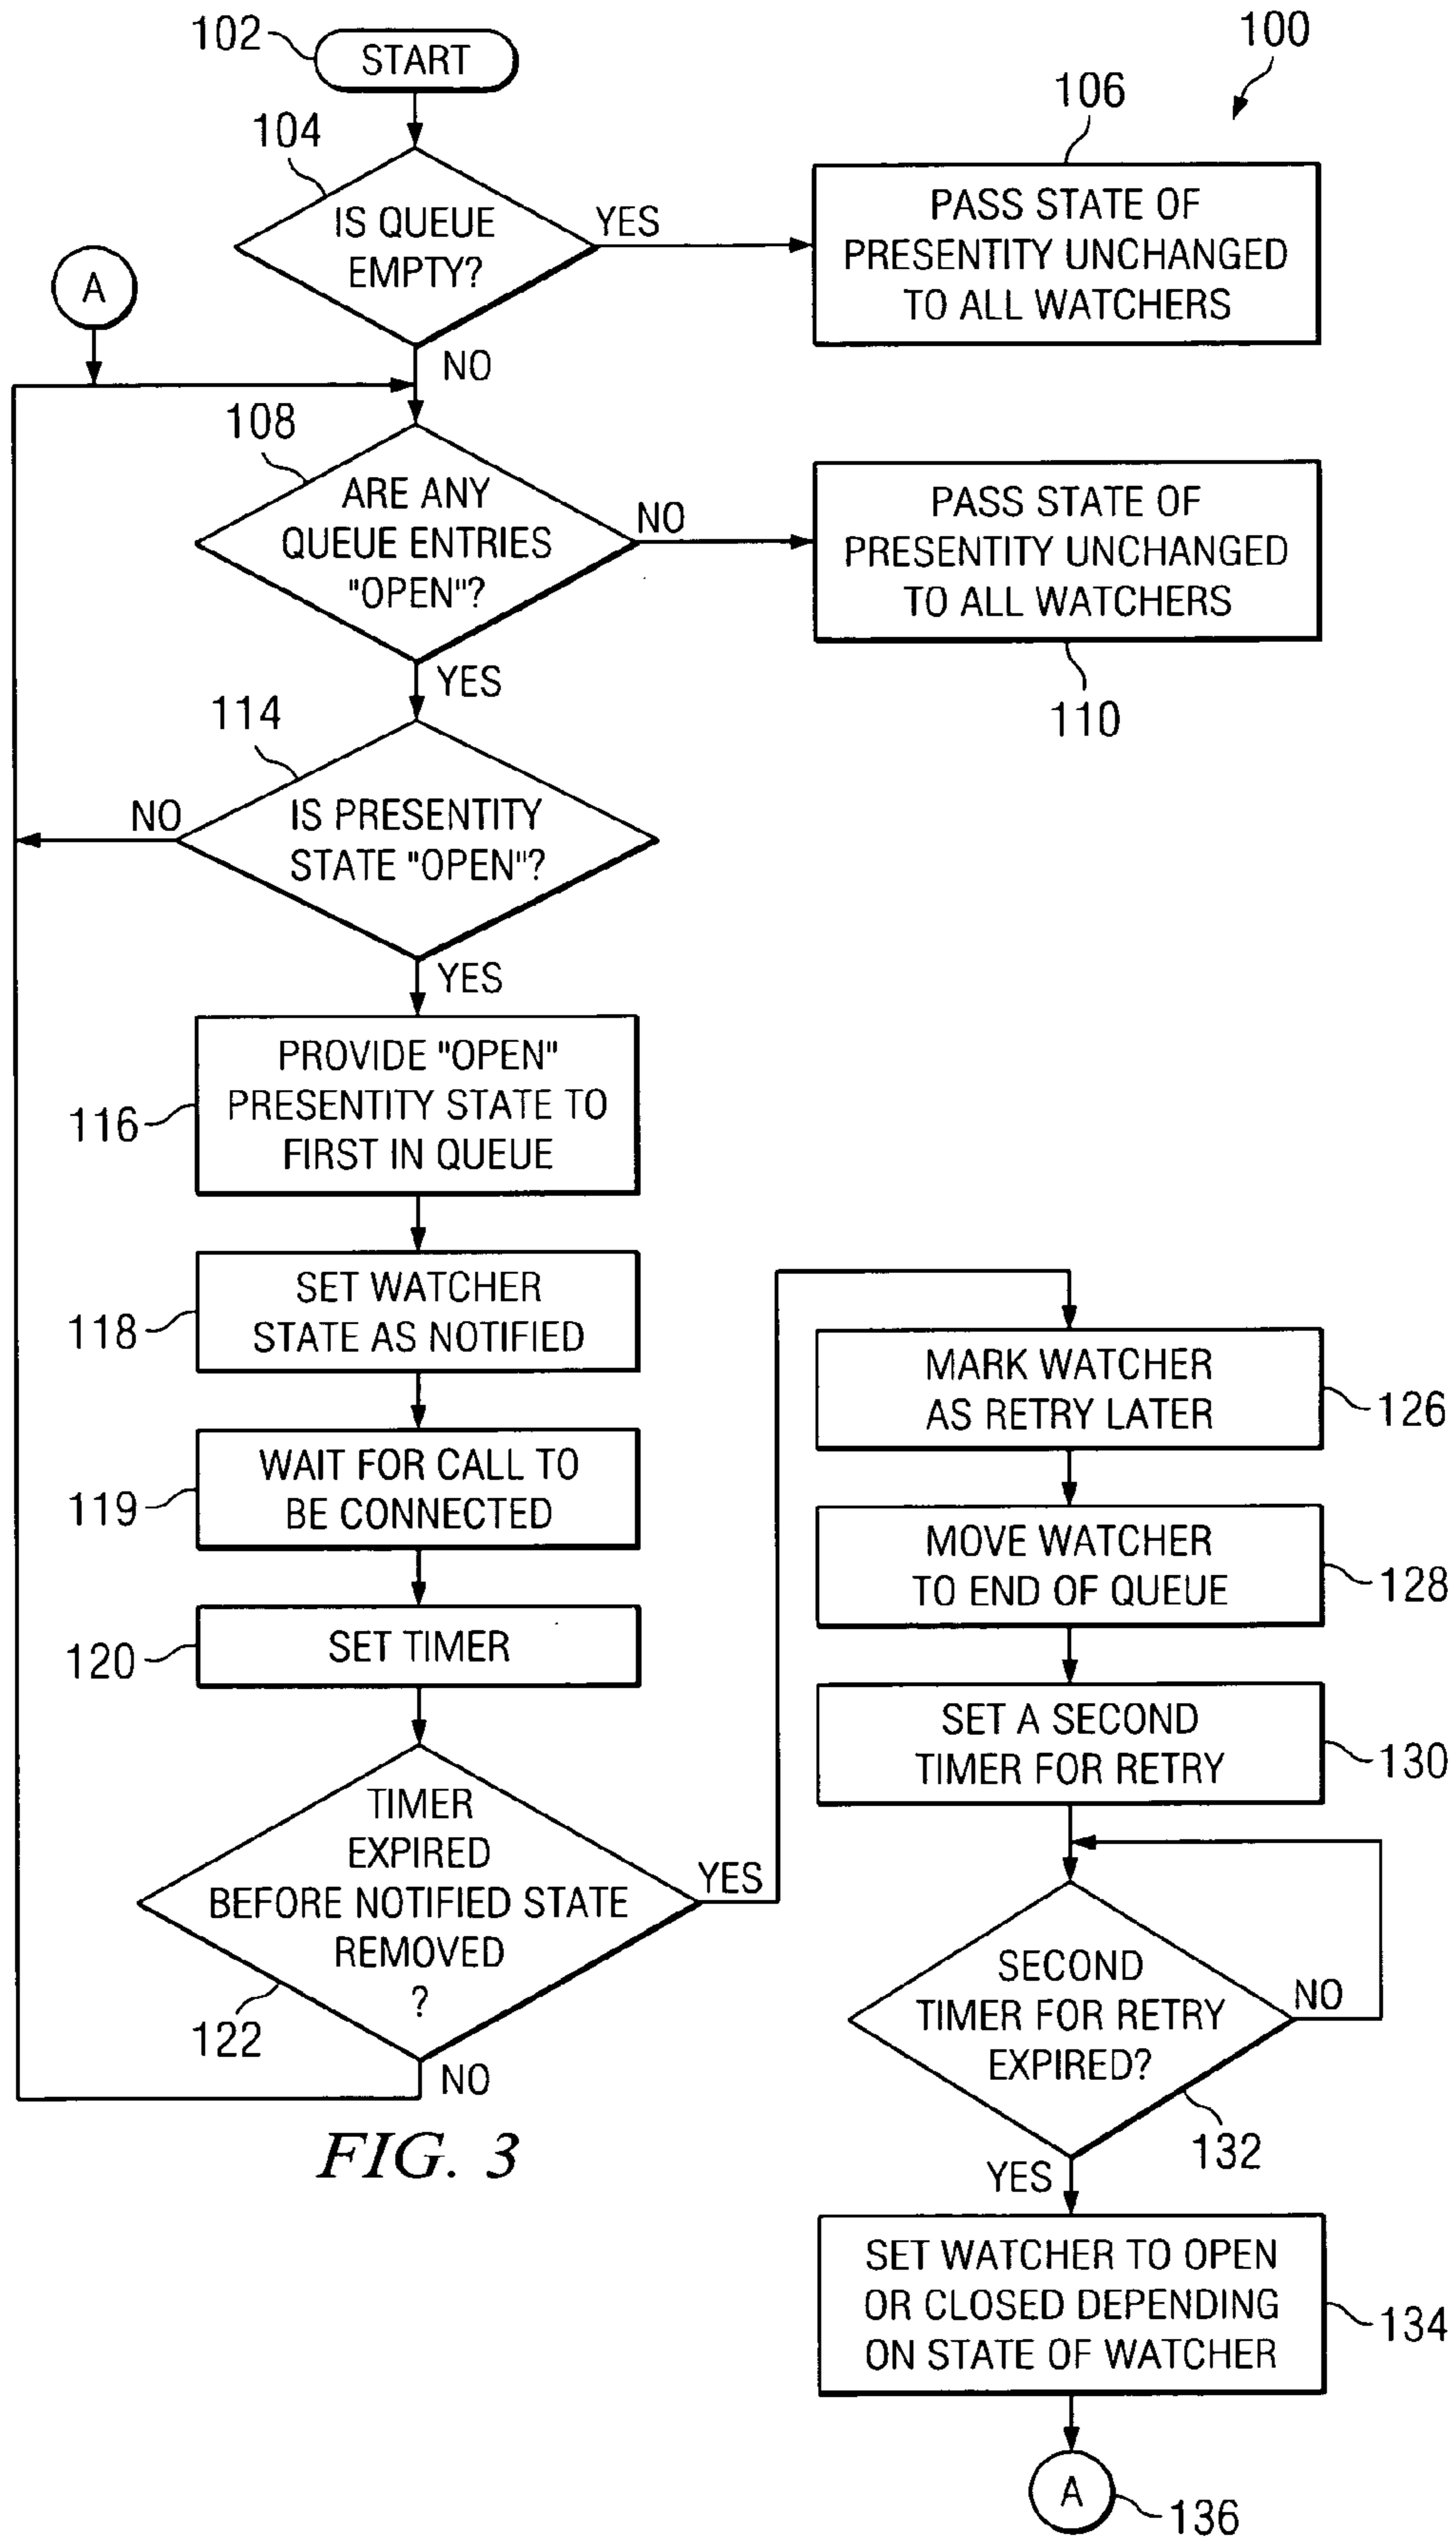 102
START
100
104
106
IS QUEUE
EMPTY?
YES
PASS STATE OF
PRESENTITY UNCHANGED
TO ALL WATCHERS
A
NO
108
ARE ANY
QUEUE ENTRIES
"OPEN"?
NO
PASS STATE OF
PRESENTITY UNCHANGED
TO ALL WATCHERS
110
YES
114
IS PRESENTITY
STATE "OPEN"?
NO
YES
116
PROVIDE "OPEN"
PRESENTITY STATE TO
FIRST IN QUEUE
118
SET WATCHER
STATE AS NOTIFIED
119
WAIT FOR CALL TO
BE CONNECTED
120
SET TIMER
TIMER
EXPIRED
BEFORE NOTIFIED STATE
REMOVED
?
122
YES
NO
MARK WATCHER
AS RETRY LATER
126
MOVE WATCHER
TO END OF QUEUE
128
SET A SECOND
TIMER FOR RETRY
130
SECOND
TIMER FOR RETRY
EXPIRED?
NO
132
YES
SET WATCHER TO OPEN
OR CLOSED DEPENDING
ON STATE OF WATCHER
134
A
136
FIG. 3